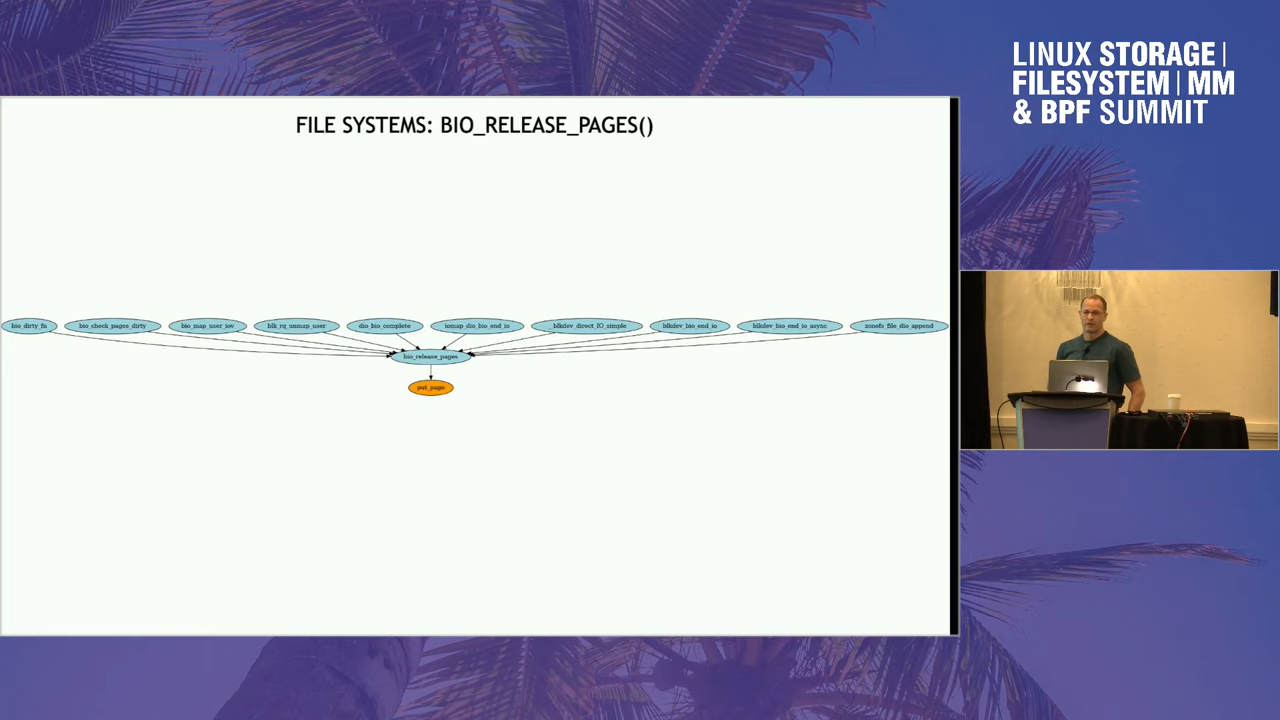 LINUX STORAGE |
FILESYSTEM | MM
& BPF SUMMIT
FILE SYSTEMS: BIO_RELEASE_PAGES()
bio_dirty_fn
bio_check_pages_dirty
bio_map_user_iov
blk_rq_unmap_user
dio_bio_complete
iomap_dio_bio_end_io
blkdev_direct_IO_simple
blkdev_bio_end_io
blkdev_bio_end_io_async
zonefs_file_dio_append
bio_release_pages
put_page